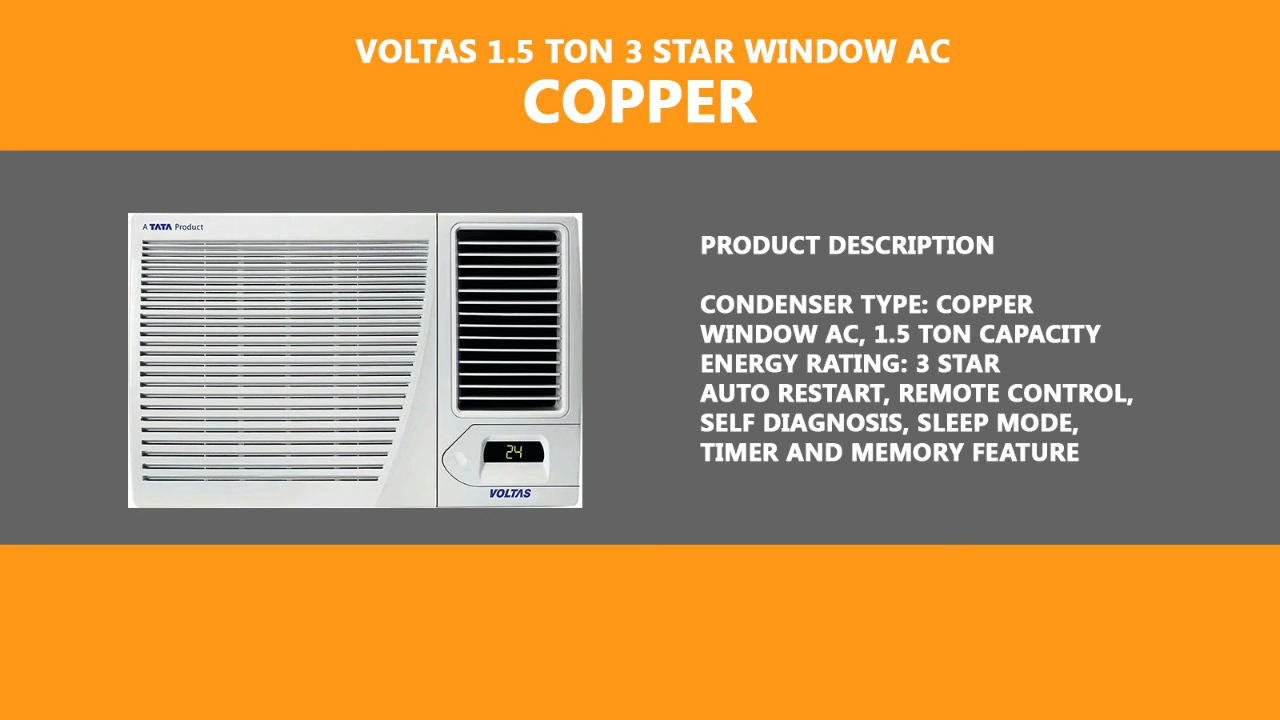 VOLTAS 1.5 TON 3 STAR WINDOW AC
COPPER
A TATA Product
24
VOLTAS
PRODUCT DESCRIPTION
CONDENSER TYPE: COPPER
WINDOW AC, 1.5 TON CAPACITY
ENERGY RATING: 3 STAR
AUTO RESTART, REMOTE CONTROL,
SELF DIAGNOSIS, SLEEP MODE,
TIMER AND MEMORY FEATURE